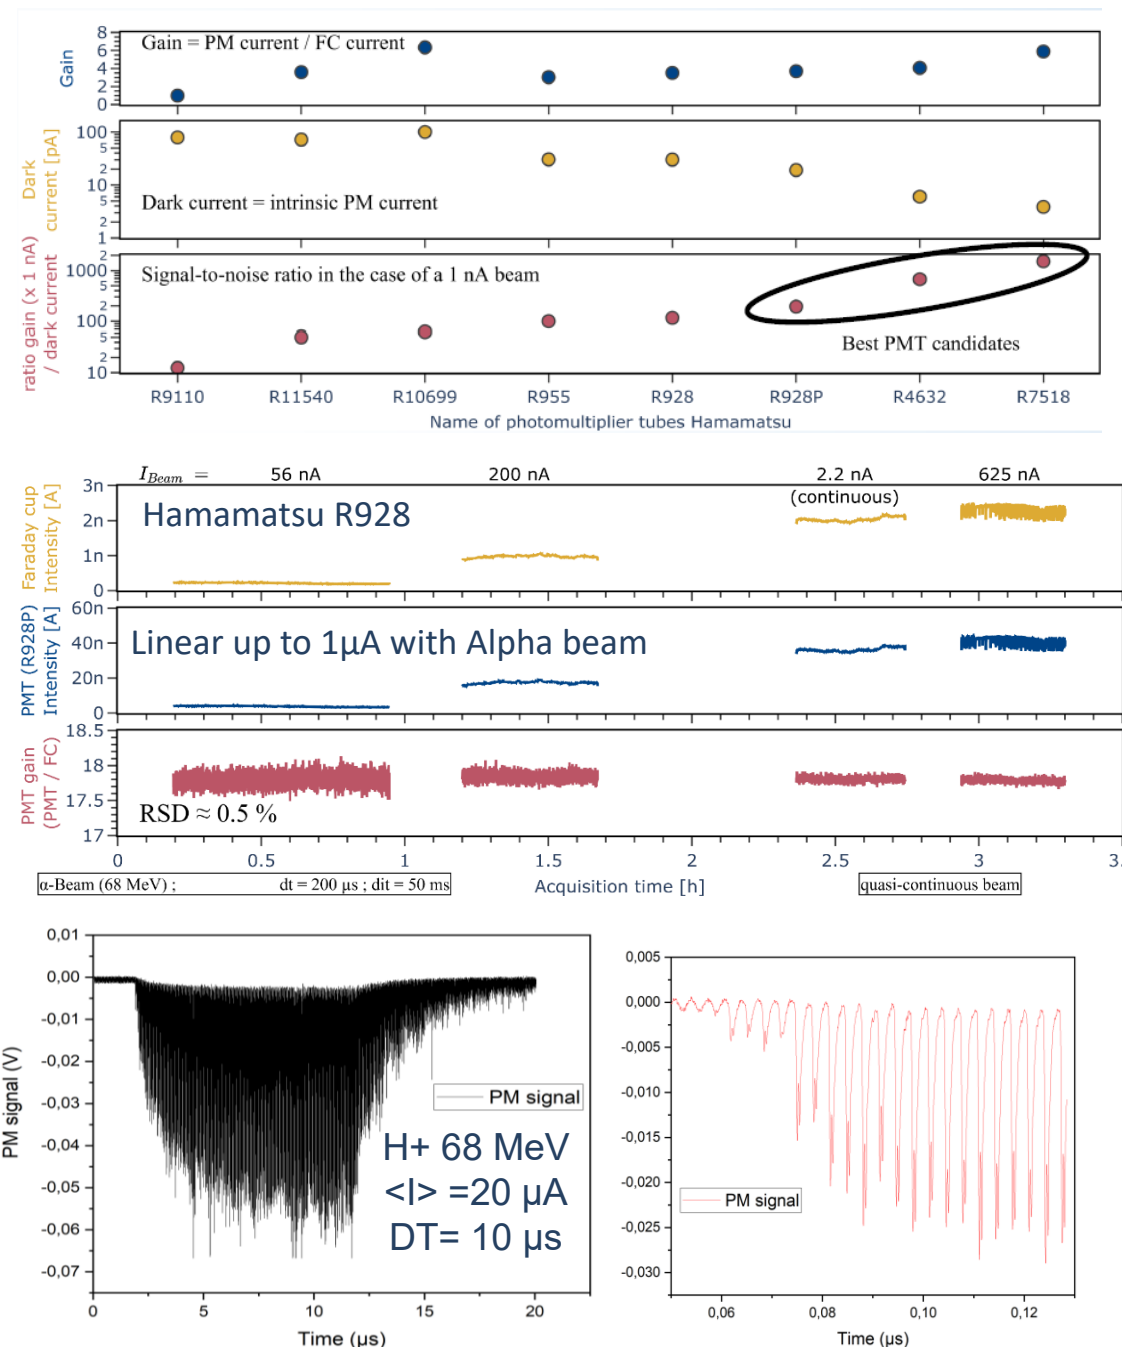 Gain = PM current / FC current
Gain
8
6
4
2
0
Dark current = intrinsic PM current
Dark
current [pA]
100
5
2
10
5
2
1
Signal-to-noise ratio in the case of a 1 nA beam
Best PMT candidates
ratio gain (x 1 nA)
/ dark current
2
1000
5
2
100
5
2
10
R9110 R11540 R10699 R955 R928 R928P R4632 R7518
Name of photomultiplier tubes Hamamatsu
I_Beam = 56 nA 200 nA 2.2 nA 625 nA
(continuous)
Hamamatsu R928
Faraday cup
Intensity [A]
3n
2n
1n
0
Linear up to 1µA with Alpha beam
PMT (R928P)
Intensity [A]
60n
40n
20n
0
PMT gain
(PMT / FC)
18.5
18
17.5
17
RSD ≈ 0.5 %
0 0.5 1 1.5 2 2.5 3 3.
α-Beam (68 MeV) ; dt = 200 µs ; dit = 50 ms
Acquisition time [h]
quasi-continuous beam
PM signal (V)
0,01
0,00
-0,01
-0,02
-0,03
-0,04
-0,05
-0,06
-0,07
PM signal
H+ 68 MeV
<I> =20 µA
DT= 10 µs
0 5 10 15 20
Time (µs)
0,005
0,000
-0,005
-0,010
-0,015
-0,020
-0,025
-0,030
PM signal
0,06 0,08 0,10 0,12
Time (µs)